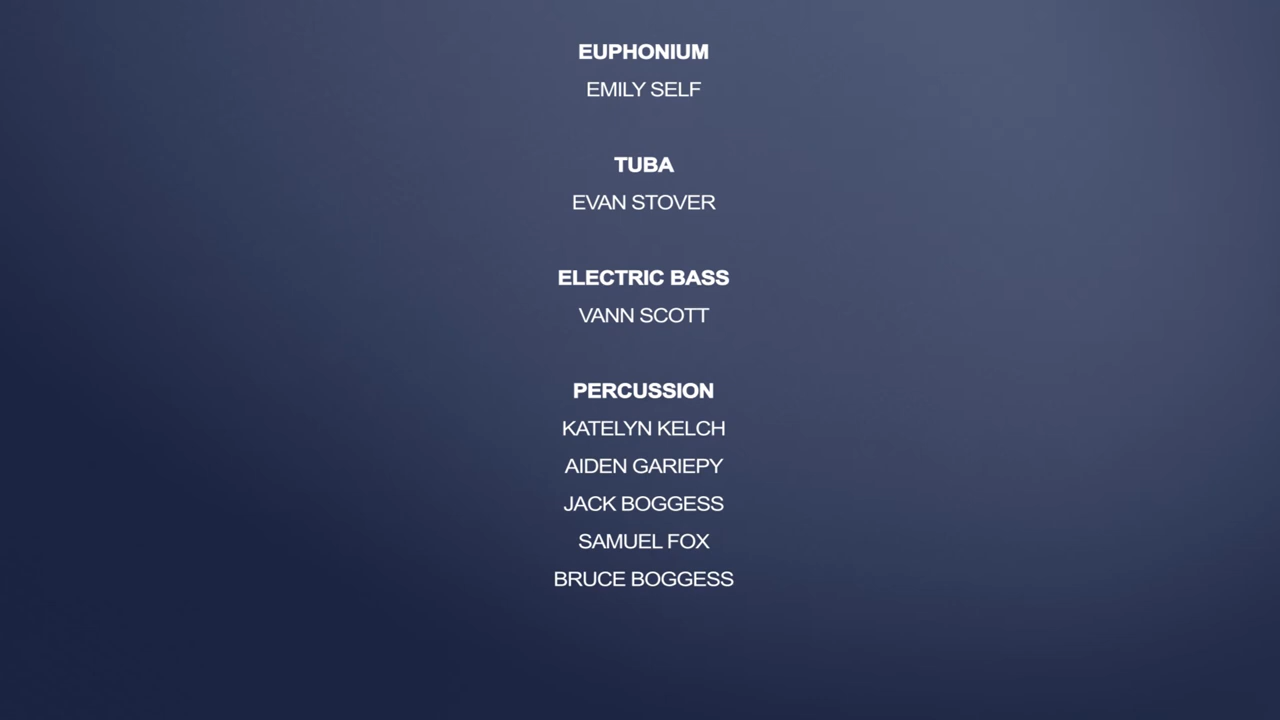 EUPHONIUM
EMILY SELF
TUBA
EVAN STOVER
ELECTRIC BASS
VANN SCOTT
PERCUSSION
KATELYN KELCH
AIDEN GARIEPY
JACK BOGGESS
SAMUEL FOX
BRUCE BOGGESS